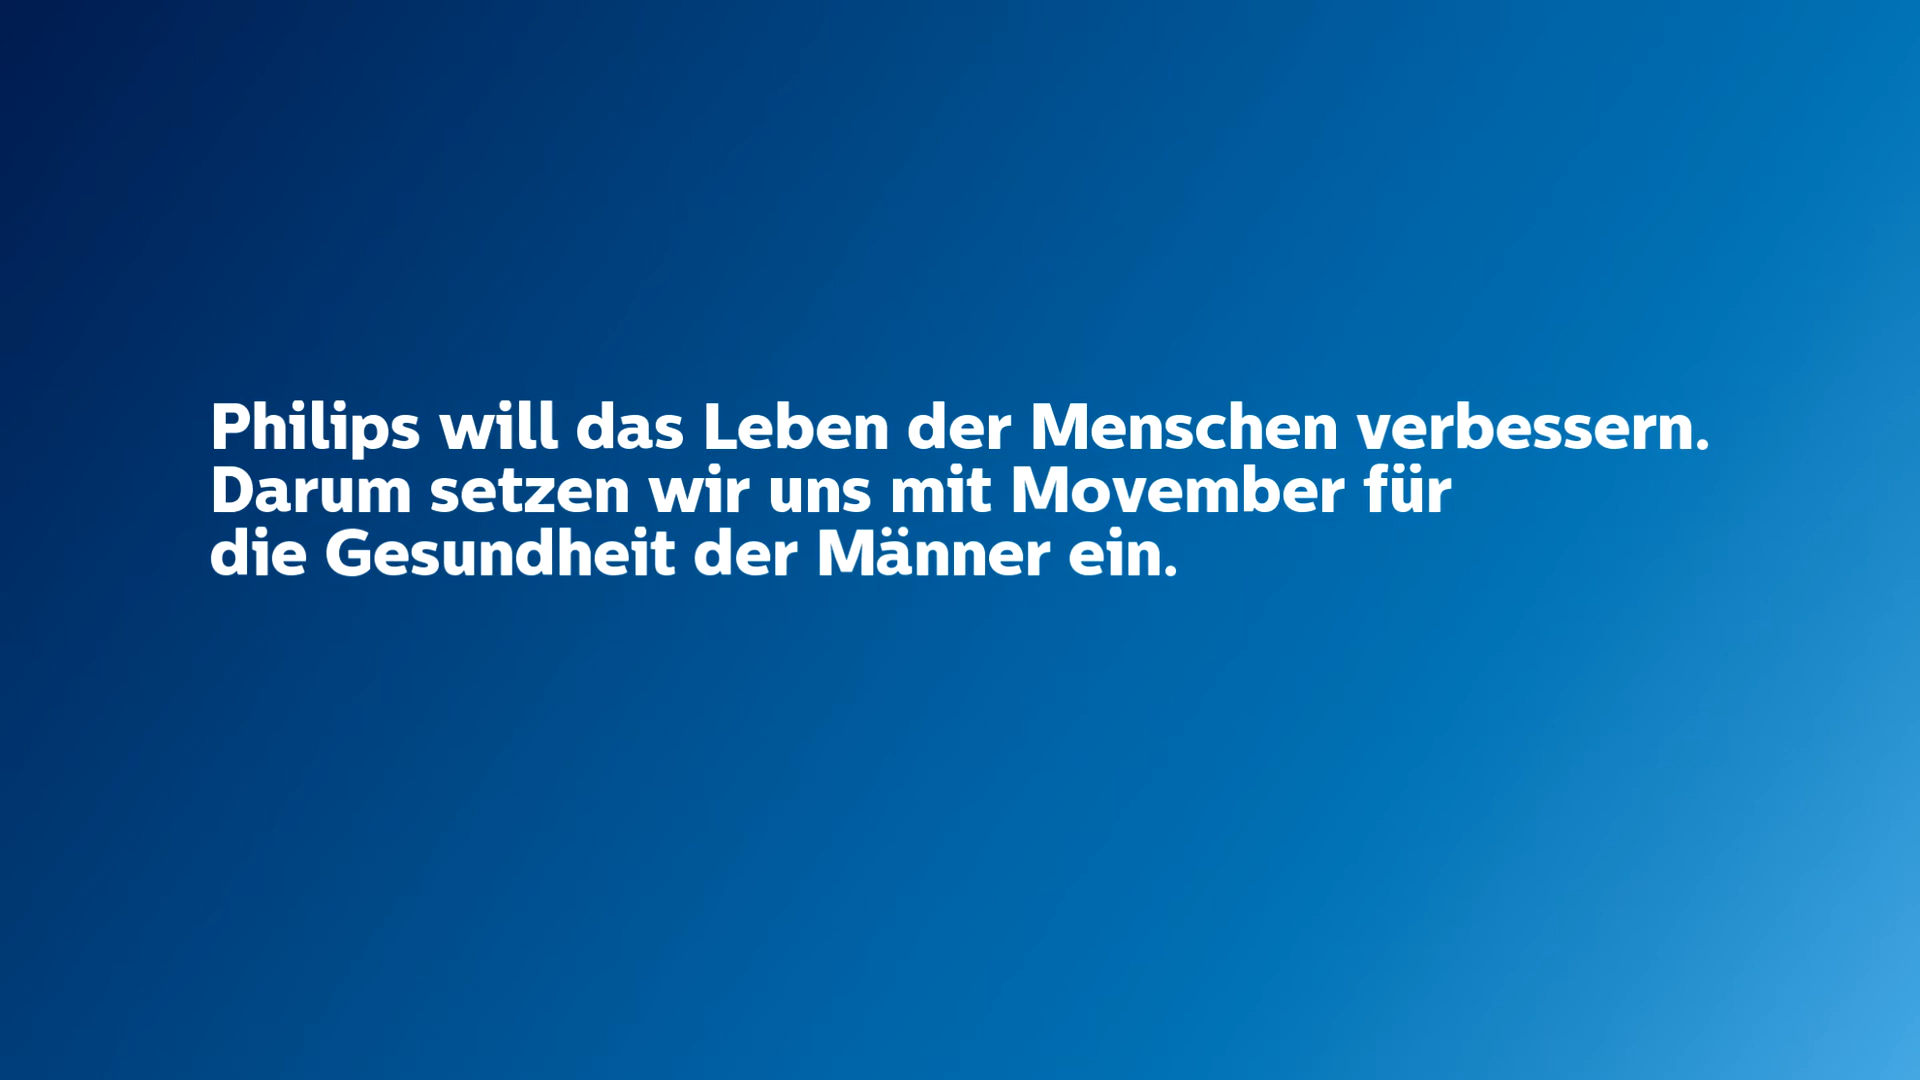 Philips will das Leben der Menschen verbessern.
Darum setzen wir uns mit Movember für
die Gesundheit der Männer ein.